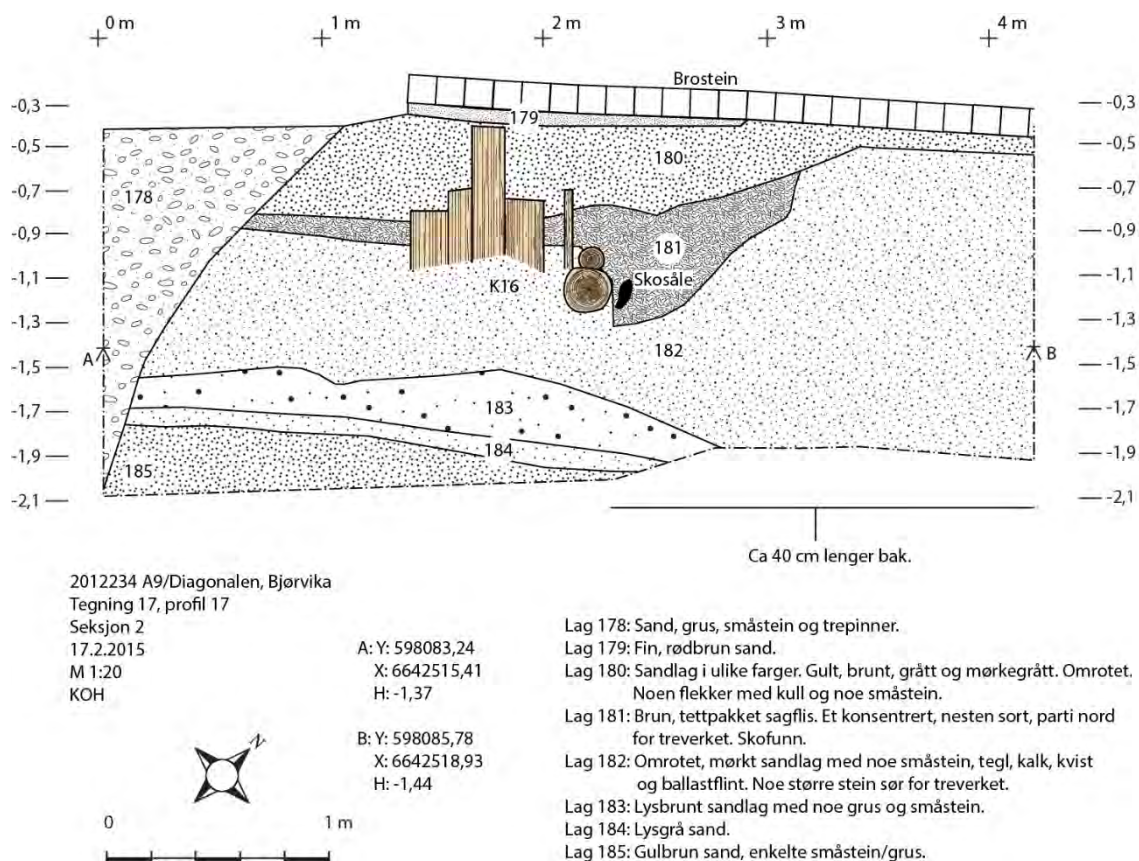 0 m
1 m
2 m
3 m
4 m
Brostein
-0,3
-0,3
179
-0,5
180
-0,5
-0,7
178
-0,7
-0,9
181
-0,9
-1,1
K16
Skosåle
-1,1
-1,3
182
-1,3
A
B
-1,5
-1,5
183
-1,7
-1,7
184
-1,9
185
-1,9
-2,1
-2,1
Ca 40 cm lenger bak.
2012234 A9/Diagonalen, Bjørvika
Tegning 17, profil 17
Seksjon 2
17.2.2015
M 1:20
KOH
A: Y: 598083,24
X: 6642515,41
H: -1,37
B: Y: 598085,78
X: 6642518,93
H: -1,44
N
0
1 m
Lag 178: Sand, grus, småstein og trepinner.
Lag 179: Fin, rødbrun sand.
Lag 180: Sandlag i ulike farger. Gult, brunt, grått og mørkegrått. Omrotet.
Noen flekker med kull og noe småstein.
Lag 181: Brun, tettpakket sagflis. Et konsentrert, nesten sort, parti nord
for treverket. Skofunn.
Lag 182: Omrotet, mørkt sandlag med noe småstein, tegl, kalk, kvist
og ballastflint. Noe større stein sør for treverket.
Lag 183: Lysbrunt sandlag med noe grus og småstein.
Lag 184: Lysgrå sand.
Lag 185: Gulbrun sand, enkelte småstein/grus.